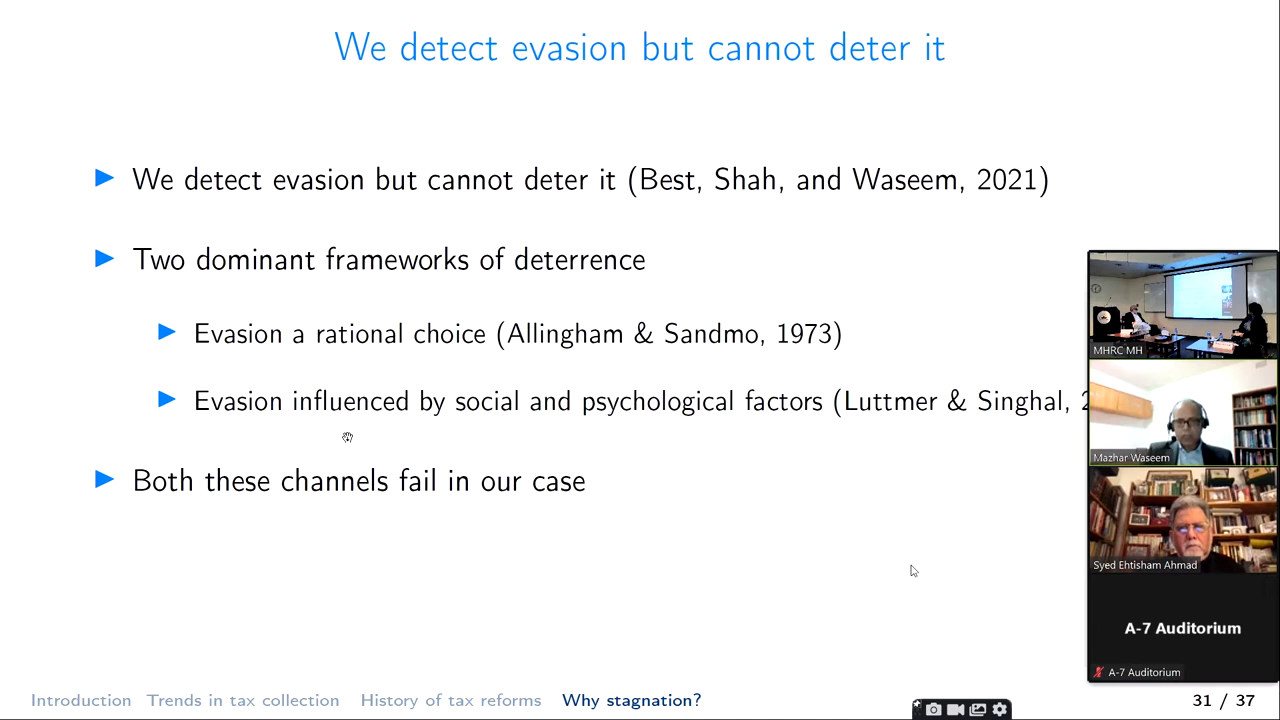 We detect evasion but cannot deter it
We detect evasion but cannot deter it (Best, Shah, and Waseem, 2021)
Two dominant frameworks of deterrence
Evasion a rational choice (Allingham & Sandmo, 1973)
Evasion influenced by social and psychological factors (Luttmer & Singhal,
Both these channels fail in our case
MHRC MH
Mazhar Waseem
Syed Ehtisham Ahmad
A-7 Auditorium
A-7 Auditorium
Introduction Trends in tax collection History of tax reforms Why stagnation? 31 / 37